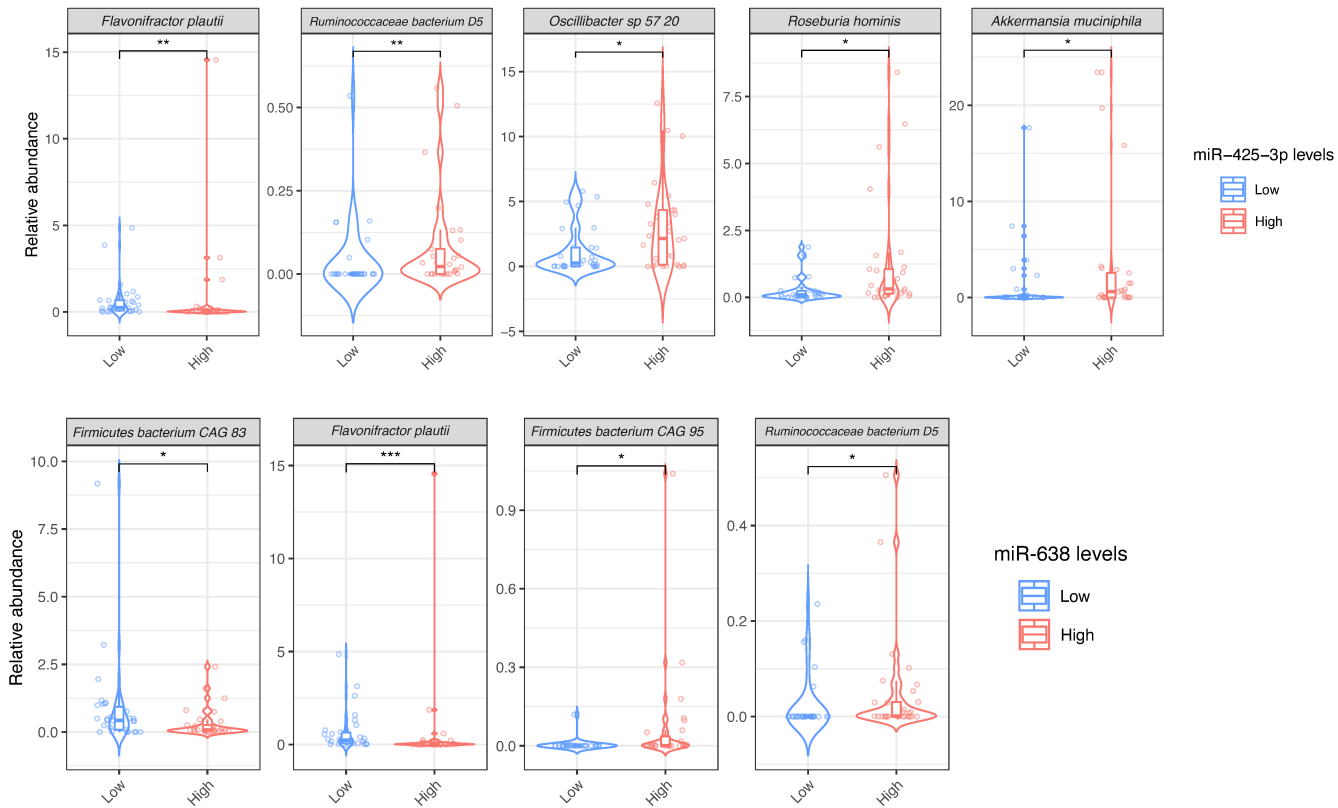 Flavonifractor plautii
Ruminococcaceae bacterium D5
Oscillibacter sp 57 20
Roseburia hominis
Akkermansia muciniphila
**
**
*
*
*
Relative abundance
15
10
5
0
0.50
0.25
0.00
15
10
5
0
−5
7.5
5.0
2.5
0.0
20
10
0
Low
High
Low
High
Low
High
Low
High
Low
High
miR−425−3p levels
Low
High
Firmicutes bacterium CAG 83
Flavonifractor plautii
Firmicutes bacterium CAG 95
Ruminococcaceae bacterium D5
*
***
*
*
Relative abundance
10.0
7.5
5.0
2.5
0.0
15
10
5
0
0.9
0.6
0.3
0.0
0.4
0.2
0.0
Low
High
Low
High
Low
High
Low
High
miR-638 levels
Low
High